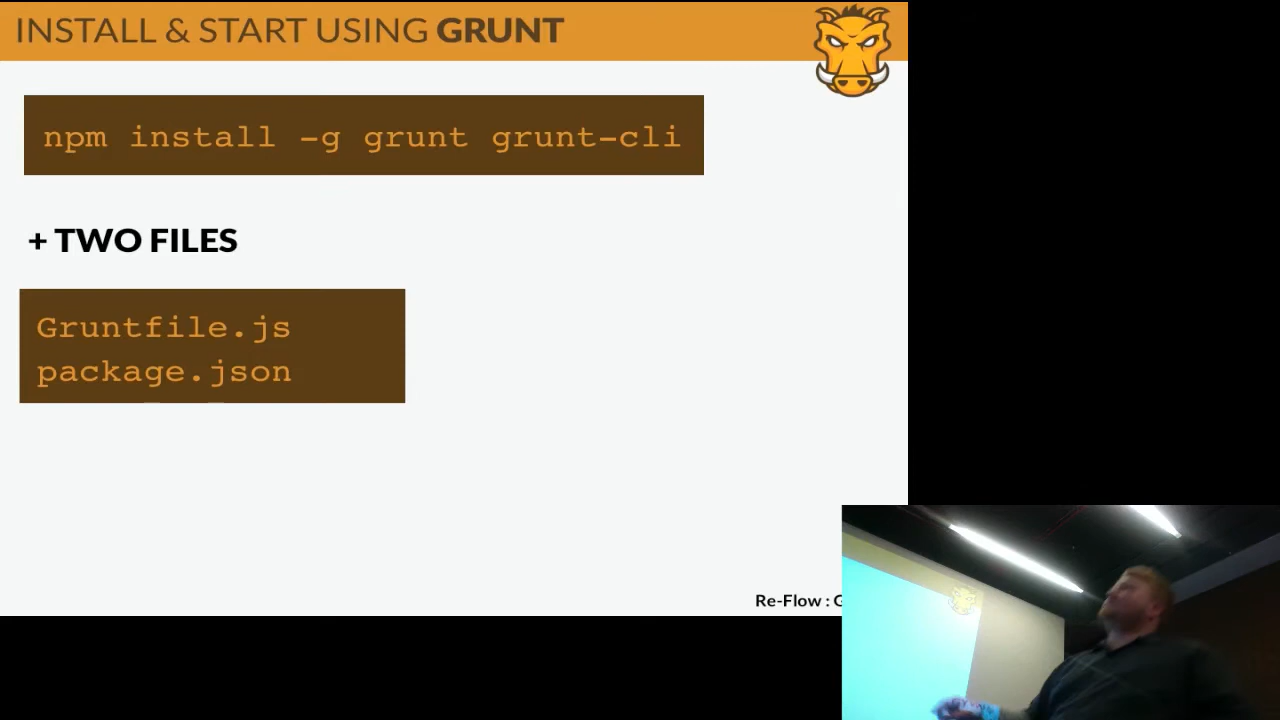 INSTALL & START USING GRUNT
npm install -g grunt grunt-cli
+ TWO FILES
Gruntfile.js
package.json
Re-Flow : G